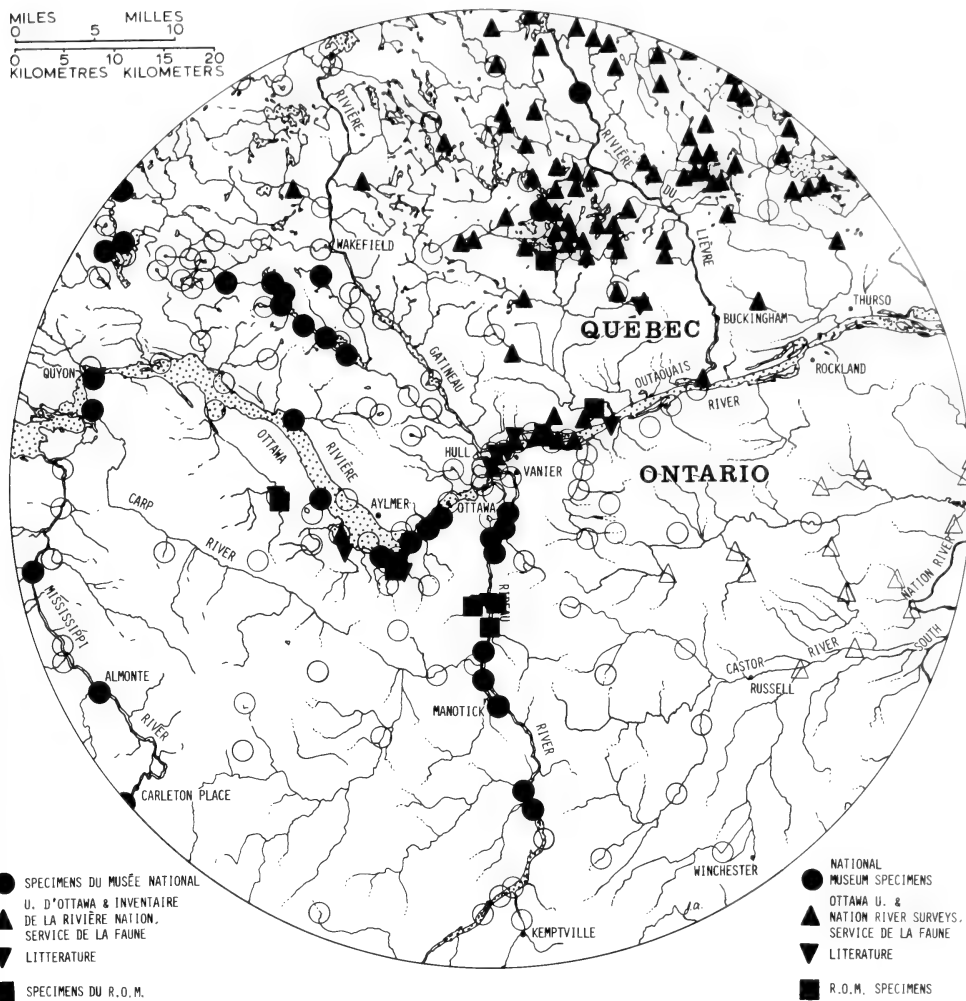 MILES MILLES
0 5 10
0 5 10 15 20
KILOMÈTRES KILOMETERS
RIVIÈRE
RIVIÈRE
DU
LIÈVRE
WAKEFIELD
THURSO
BUCKINGHAM
QUÉBEC
GATINEAU
QUYON
OUTAOUAIS
RIVER
ROCKLAND
OTTAWA
RIVIÈRE
HULL
VANIER
ONTARIO
CARP
RIVER
AYLMER
OTTAWA
NATION RIVER
MISSISSIPPI
RIDEAU
CASTOR
RIVER
SOUTH
RUSSELL
ALMONTE
MANOTICK
RIVER
RIVER
CARLETON PLACE
WINCHESTER
KEMPTVILLE
SPECIMENS DU MUSÉE NATIONAL
U. D'OTTAWA & INVENTAIRE
DE LA RIVIÈRE NATION,
SERVICE DE LA FAUNE
LITTERATURE
SPECIMENS DU R.O.M.
NATIONAL
MUSEUM SPECIMENS
OTTAWA U. &
NATION RIVER SURVEYS,
SERVICE DE LA FAUNE
LITERATURE
R.O.M. SPECIMENS